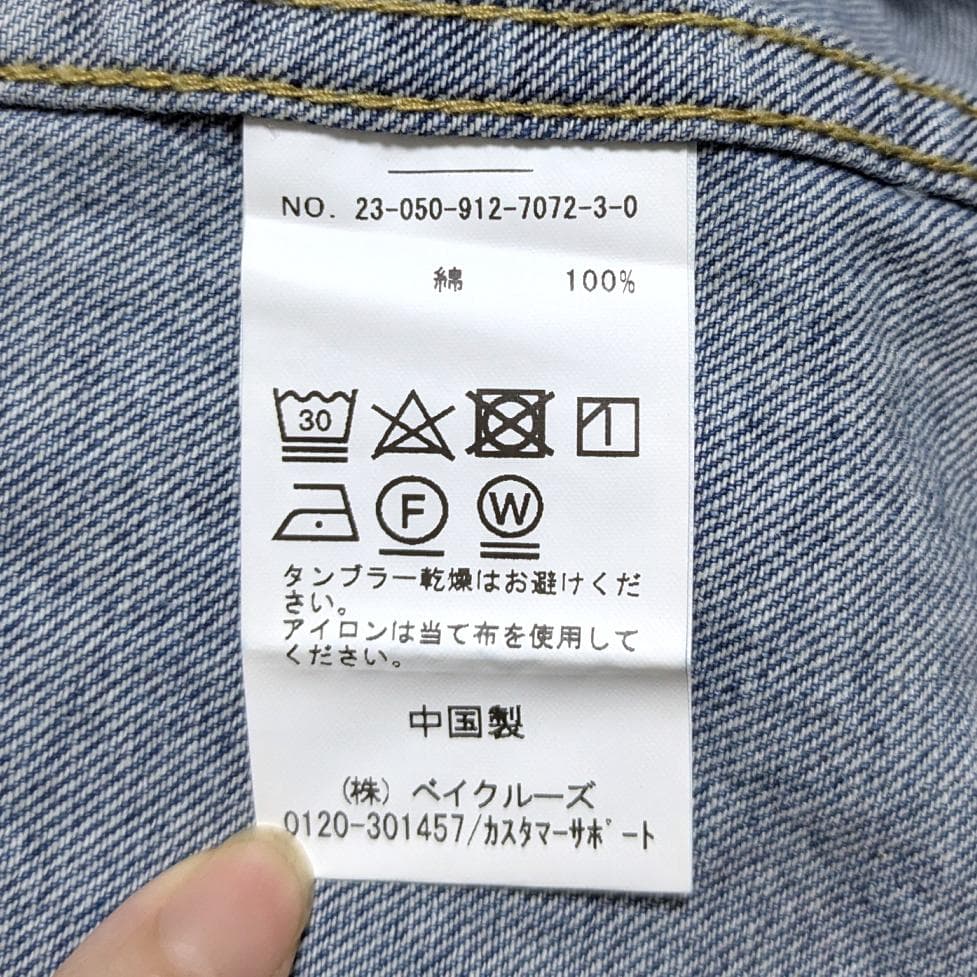 NO. 23-050-912-7072-3-0
綿 100%
30
F W
タンブラー乾燥はお避けくだ
さい。
アイロンは当て布を使用して
ください。
中国製
(株) ベイクルーズ
0120-301457/カスタマーサポート